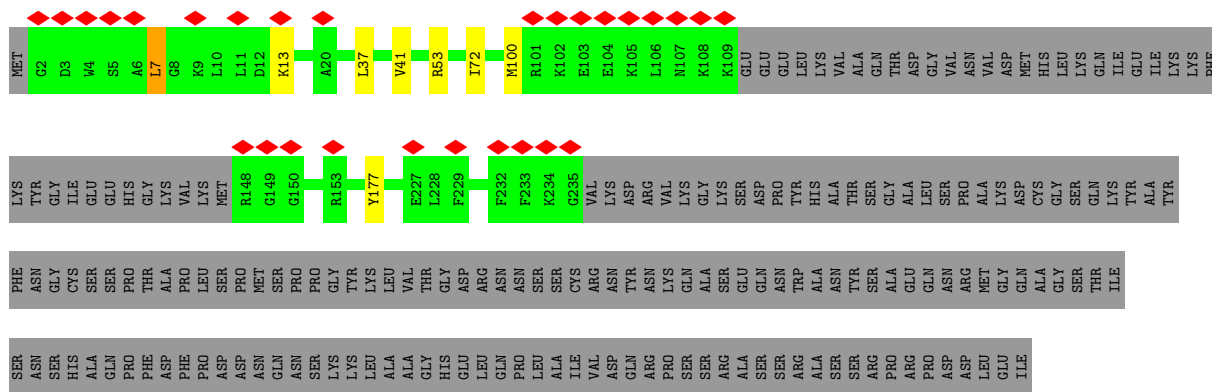 MET G2 D3 W4 S5 A6 L7 G8 K9 L10 L11 D12 K13 A20 L37 V41 R53 I72 M100 R101 K102 E103 E104 K105 L106 N107 K108 K109 GLU GLU GLU LEU LYS VAL ALA GLN THR ASP GLY VAL ASN VAL ASP MET HIS LEU LYS GLN ILE GLU ILE LYS LYS PHE
LYS TYR GLY ILE GLU GLU HIS GLY LYS VAL LYS MET R148 G149 G150 R153 Y177 E227 L228 F229 F232 F233 K234 G235 VAL LYS ASP ARG VAL LYS GLY LYS SER ASP PRO TYR HIS ALA THR SER GLY ALA LEU SER PRO ALA LYS ASP CYS GLY SER GLN LYS TYR ALA TYR
PHE ASN GLY CYS SER SER PRO THR ALA PRO LEU SER PRO MET SER PRO PRO GLY TYR LYS LEU VAL THR GLY ASP ARG ASN ASN SER SER CYS ARG ASN TYR ASN LYS GLN ALA SER GLU GLN ASN TRP ALA ASN TYR SER ALA GLU GLN ASN ARG MET GLY GLN ALA GLY SER THR ILE
SER ASN SER HIS ALA GLN PRO PHE ASP PHE PRO ASP ASP ASN GLN ASN SER LYS LYS LEU ALA ALA GLY HIS GLU LEU GLN PRO LEU ALA ILE VAL ASP GLN ARG PRO SER SER ARG ALA SER SER ARG ALA SER SER ARG PRO ARG PRO ASP ASP LEU GLU ILE